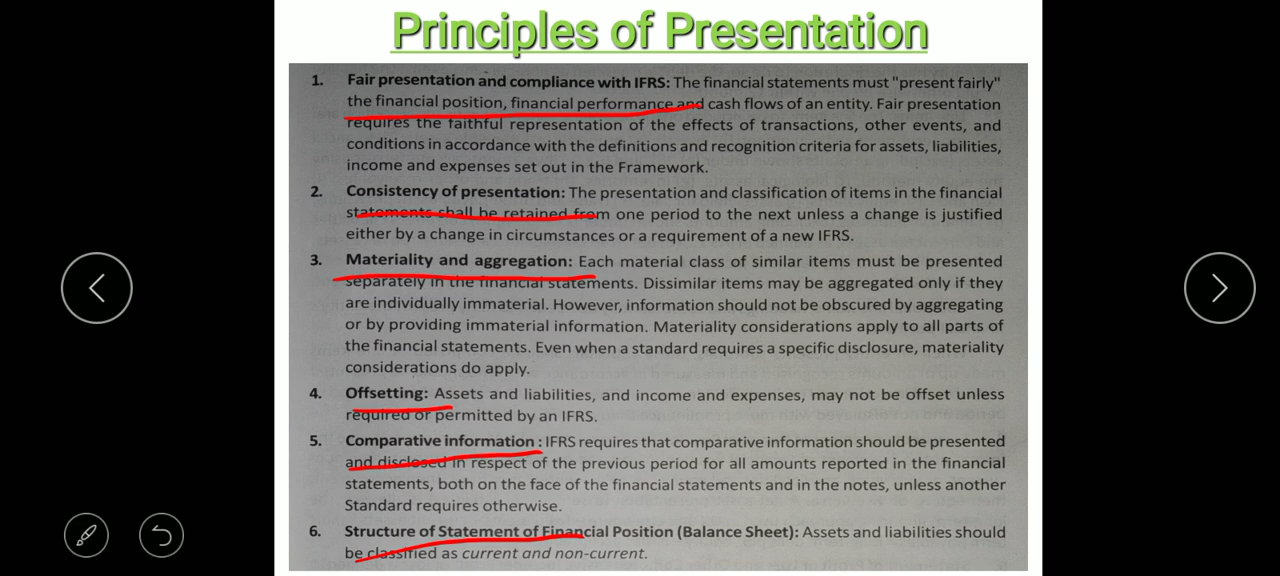 Principles of Presentation
1. Fair presentation and compliance with IFRS: The financial statements must "present fairly"
the financial position, financial performance and cash flows of an entity. Fair presentation
requires the faithful representation of the effects of transactions, other events, and
conditions in accordance with the definitions and recognition criteria for assets, liabilities,
income and expenses set out in the Framework.
2. Consistency of presentation: The presentation and classification of items in the financial
statements shall be retained from one period to the next unless a change is justified
either by a change in circumstances or a requirement of a new IFRS.
3. Materiality and aggregation: Each material class of similar items must be presented
separately in the financial statements. Dissimilar items may be aggregated only if they
are individually immaterial. However, information should not be obscured by aggregating
or by providing immaterial information. Materiality considerations apply to all parts of
the financial statements. Even when a standard requires a specific disclosure, materiality
considerations do apply.
4. Offsetting: Assets and liabilities, and income and expenses, may not be offset unless
required or permitted by an IFRS.
5. Comparative information : IFRS requires that comparative information should be presented
and disclosed in respect of the previous period for all amounts reported in the financial
statements, both on the face of the financial statements and in the notes, unless another
Standard requires otherwise.
6. Structure of Statement of Financial Position (Balance Sheet): Assets and liabilities should
be classified as current and non-current.